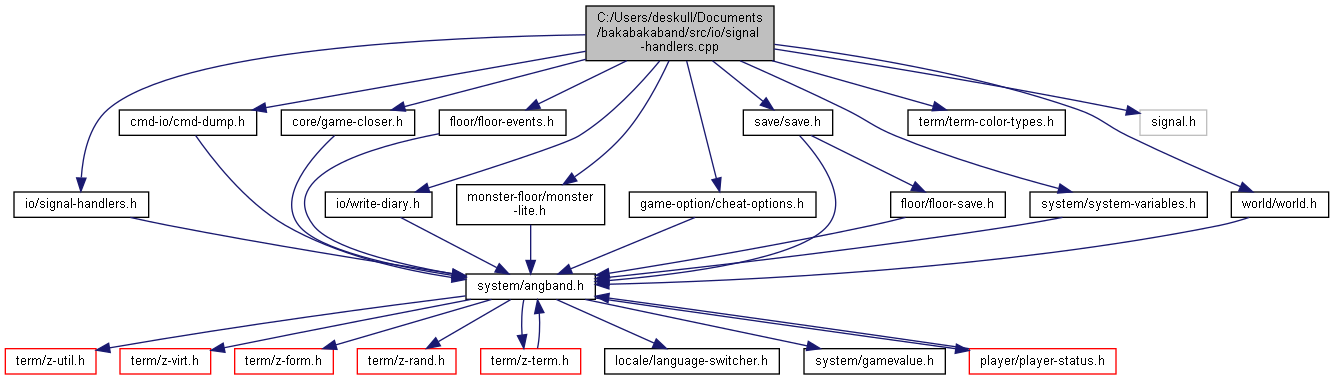 C:/Users/deskull/Documents
/bakabakaband/src/io/signal
-handlers.cpp
cmd-io/cmd-dump.h
core/game-closer.h
floor/floor-events.h
save/save.h
term/term-color-types.h
signal.h
io/signal-handlers.h
io/write-diary.h
monster-floor/monster
-lite.h
game-option/cheat-options.h
floor/floor-save.h
system/system-variables.h
world/world.h
system/angband.h
term/z-util.h
term/z-virt.h
term/z-form.h
term/z-rand.h
term/z-term.h
locale/language-switcher.h
system/gamevalue.h
player/player-status.h